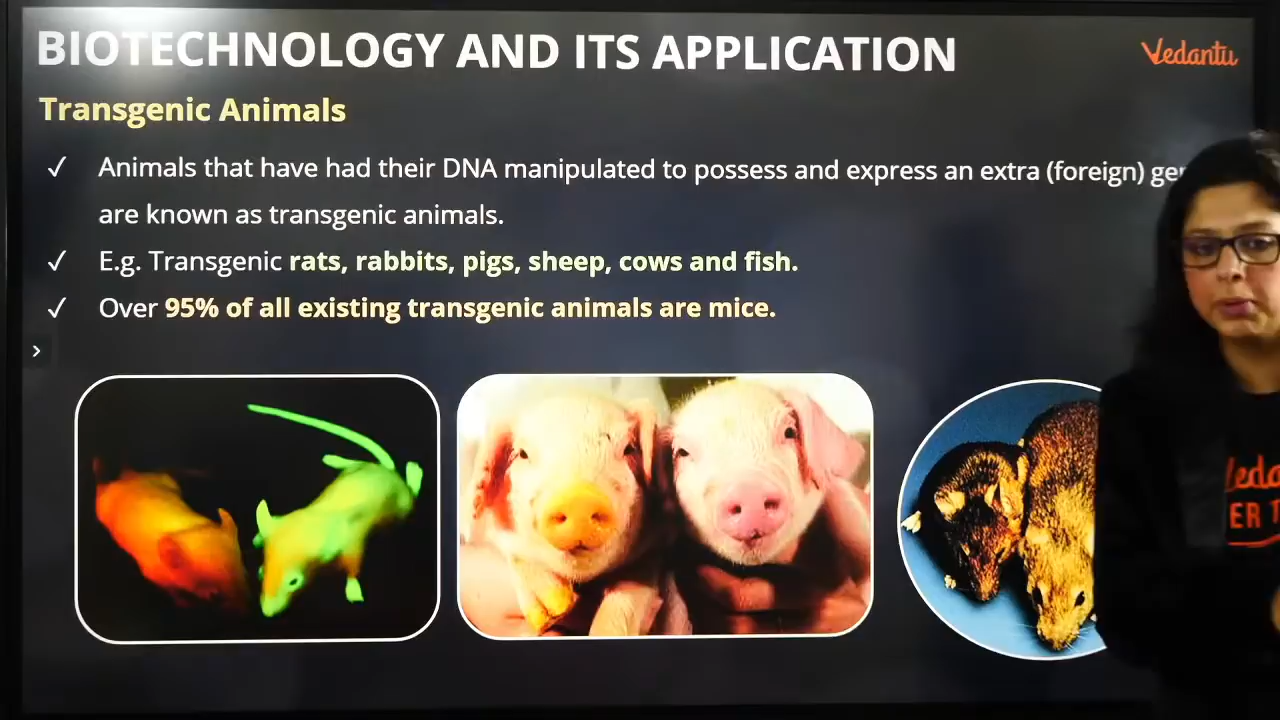 BIOTECHNOLOGY AND ITS APPLICATION
Vedantu
Transgenic Animals
✓ Animals that have had their DNA manipulated to possess and express an extra (foreign)
are known as transgenic animals.
✓ E.g. Transgenic rats, rabbits, pigs, sheep, cows and fish.
✓ Over 95% of all existing transgenic animals are mice.